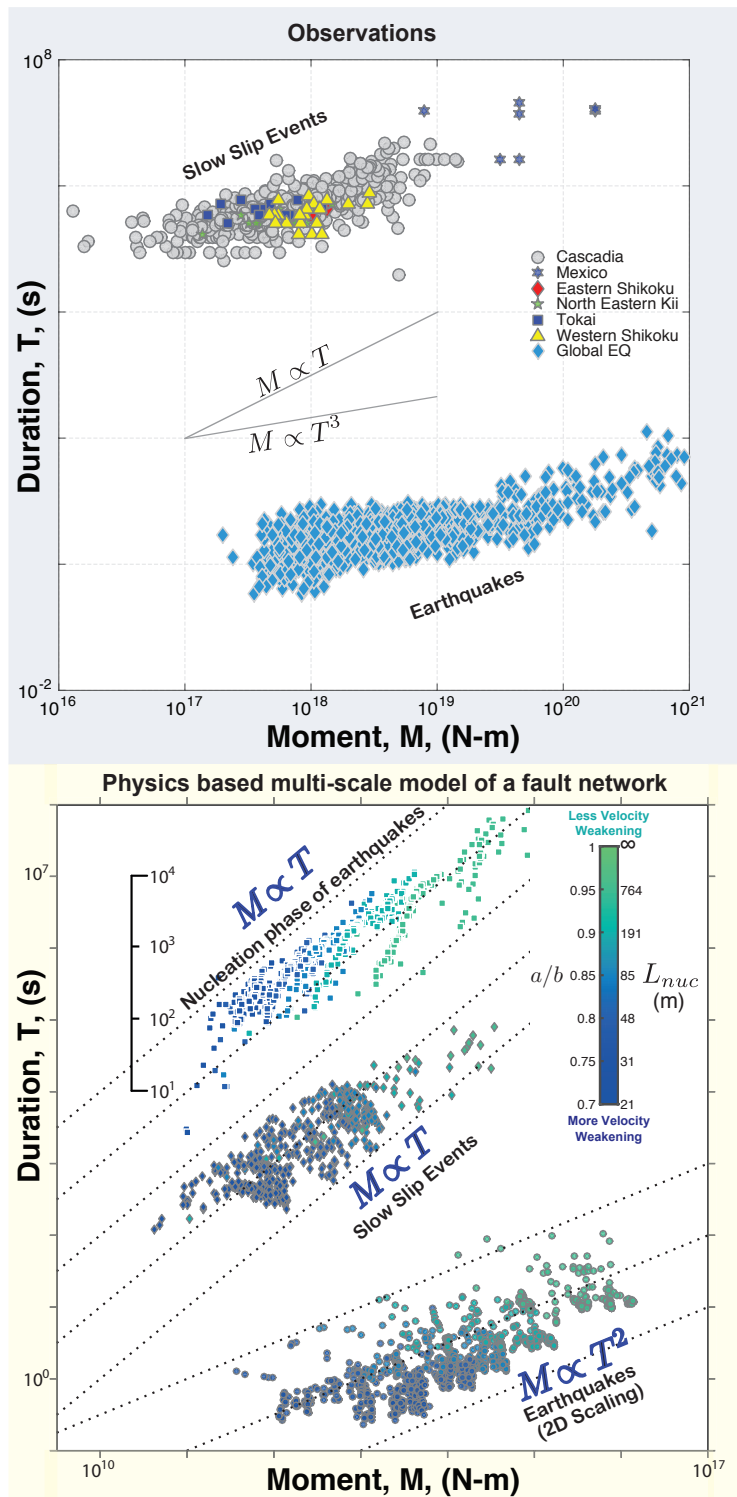 Observations
10^8
Slow Slip Events
Cascadia
Mexico
Eastern Shikoku
North Eastern Kii
Tokai
Western Shikoku
Global EQ
M ∝ T
M ∝ T^3
Duration, T, (s)
Earthquakes
10^-2
10^16
10^17
10^18
10^19
10^20
10^21
Moment, M, (N-m)
Physics based multi-scale model of a fault network
Less Velocity
Weakening
M∝T
Nucleation phase of earthquakes
10^4
10^3
10^2
10^1
10^7
1 ∞
0.95 764
0.9 191
a/b 0.85 85 L_nuc
(m)
0.8 48
0.75 31
0.7 21
More Velocity
Weakening
Duration, T, (s)
M∝T
Slow Slip Events
10^0
M∝T^2
Earthquakes
(2D Scaling)
10^10
10^17
Moment, M, (N-m)